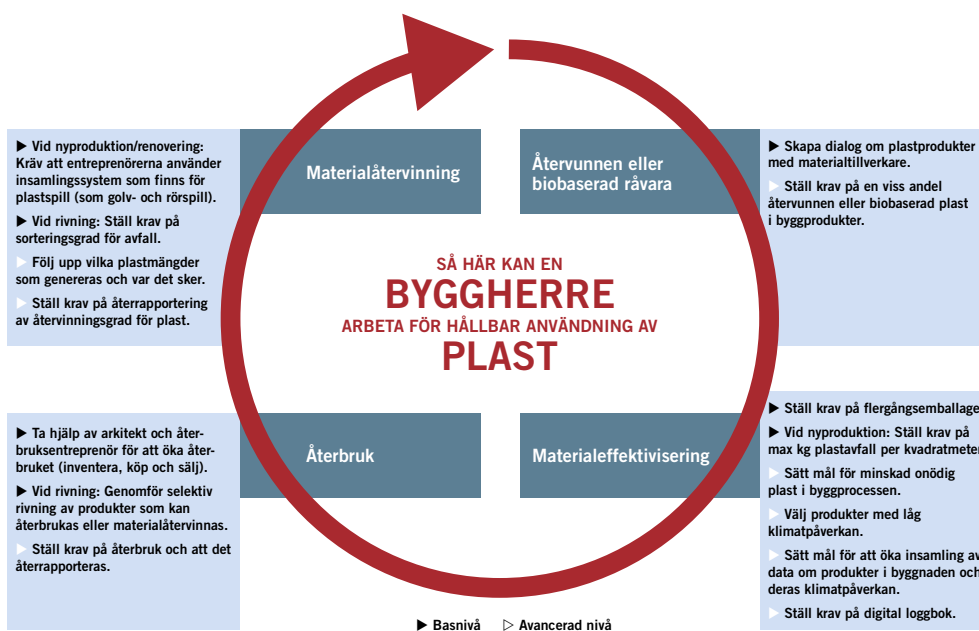 ▶ Vid nyproduktion/renovering:
Kräv att entreprenörerna använder
insamlingssystem som finns för
plastspill (som golv- och rörspill).
▶ Vid rivning: Ställ krav på
sorteringsgrad för avfall.
▷ Följ upp vilka plastmängder
som genereras och var det sker.
▷ Ställ krav på återrapportering
av återvinningsgrad för plast.
Materialåtervinning
Återvunnen eller
biobaserad råvara
▶ Skapa dialog om plastprodukter
med materialtillverkare.
▷ Ställ krav på en viss andel
återvunnen eller biobaserad plast
i byggprodukter.
SÅ HÄR KAN EN
BYGGHERRE
ARBETA FÖR HÅLLBAR ANVÄNDNING AV
PLAST
▶ Ta hjälp av arkitekt och åter-
bruksentreprenör för att öka åter-
bruket (inventera, köp och sälj).
▶ Vid rivning: Genomför selektiv
rivning av produkter som kan
återbrukas eller materialåtervinnas.
▷ Ställ krav på återbruk och att det
återrapporteras.
Återbruk
Materialeffektivisering
▶ Ställ krav på flergångsemballage
▶ Vid nyproduktion: Ställ krav på
max kg plastavfall per kvadratmeter
▷ Sätt mål för minskad onödig
plast i byggprocessen.
▷ Välj produkter med låg
klimatpåverkan.
▷ Sätt mål för att öka insamling av
data om produkter i byggnaden och
deras klimatpåverkan.
▷ Ställ krav på digital loggbok.
▶ Basnivå ▷ Avancerad nivå